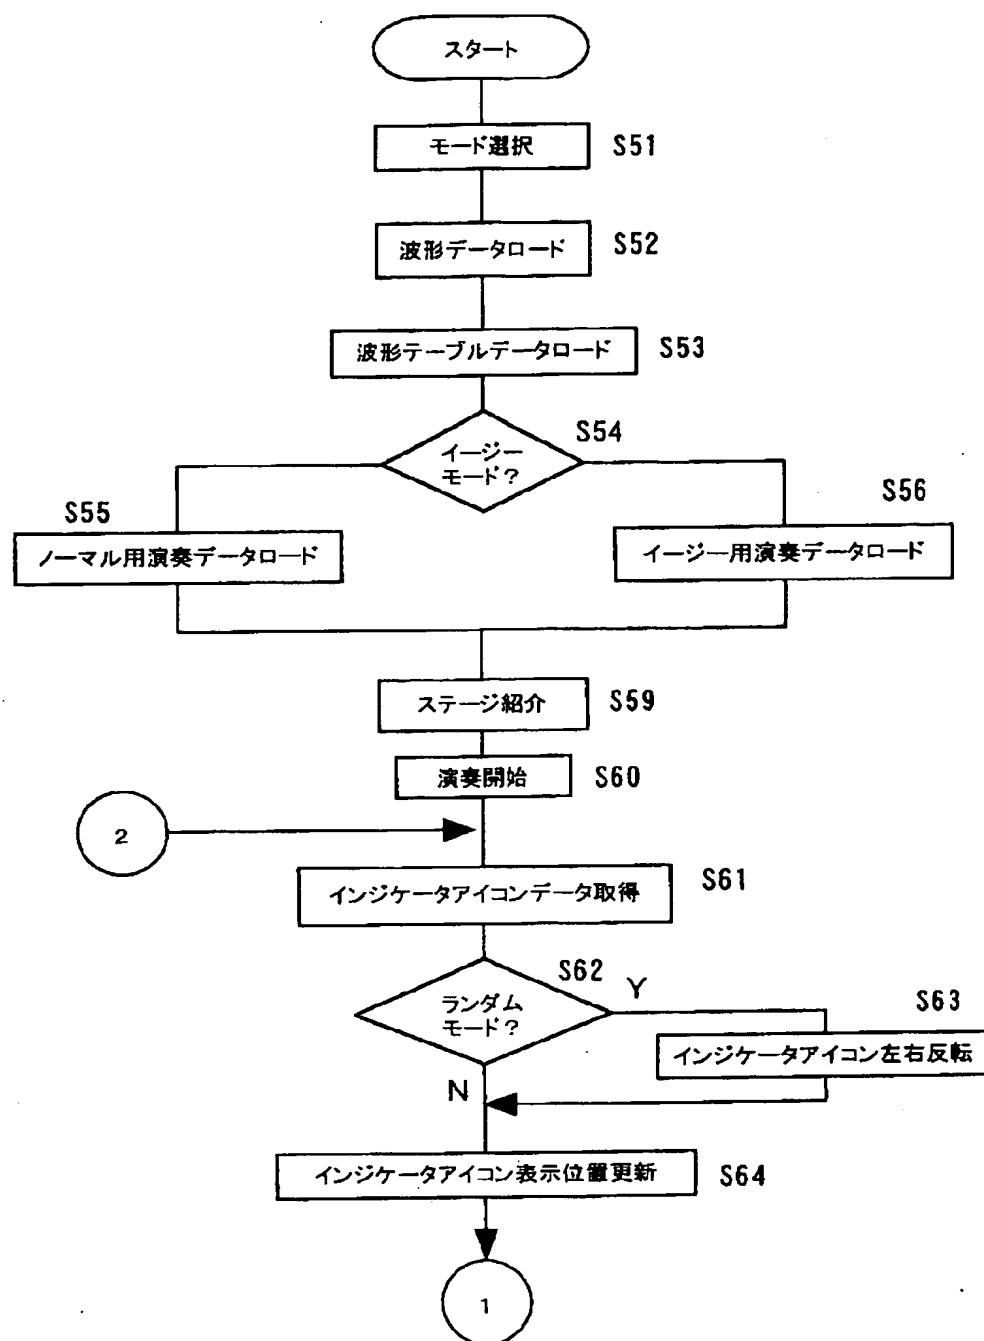 スタート
モード選択 S51
波形データロード S52
波形テーブルデータロード S53
イージー
モード? S54
S55
ノーマル用演奏データロード
S56
イージー用演奏データロード
ステージ紹介 S59
演奏開始 S60
2
インジケータアイコンデータ取得 S61
ランダム
モード? S62
Y
S63
インジケータアイコン左右反転
N
インジケータアイコン表示位置更新 S64
1